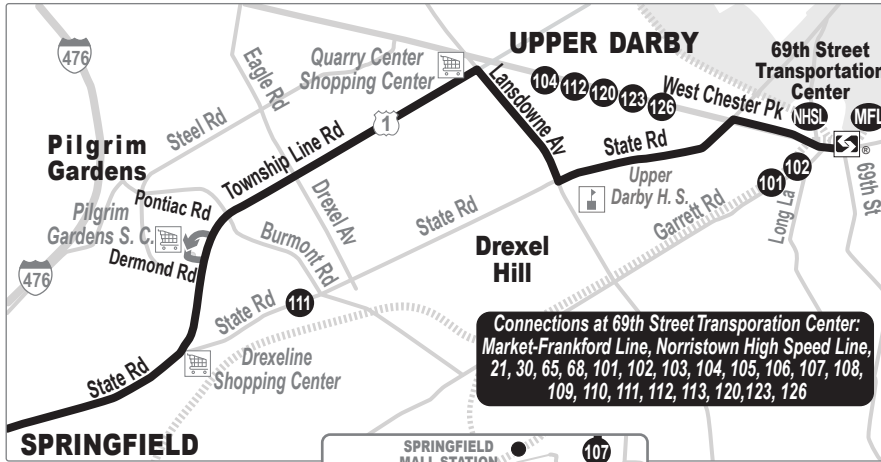 476
Eagle Rd
Quarry Center
Shopping Center
UPPER DARBY
69th Street
Transportation
Center
104
112
120
123
126
West Chester Pk
NHSL
MFL
®
Steel Rd
Township Line Rd
1
Lansdowne Av
State Rd
Pilgrim
Gardens
Pontiac Rd
Pilgrim
Gardens S. C.
Dermond Rd
Drexel Av
Burmont Rd
State Rd
Upper
Darby H. S.
Garrett Rd
101
102
Long La
69th St
476
State Rd
111
Drexel
Hill
Drexeline
Shopping Center
State Rd
Connections at 69th Street Transporation Center:
Market-Frankford Line, Norristown High Speed Line,
21, 30, 65, 68, 101, 102, 103, 104, 105, 106, 107, 108,
109, 110, 111, 112, 113, 120,123, 126
SPRINGFIELD
SPRINGFIELD
MALL STATION
107